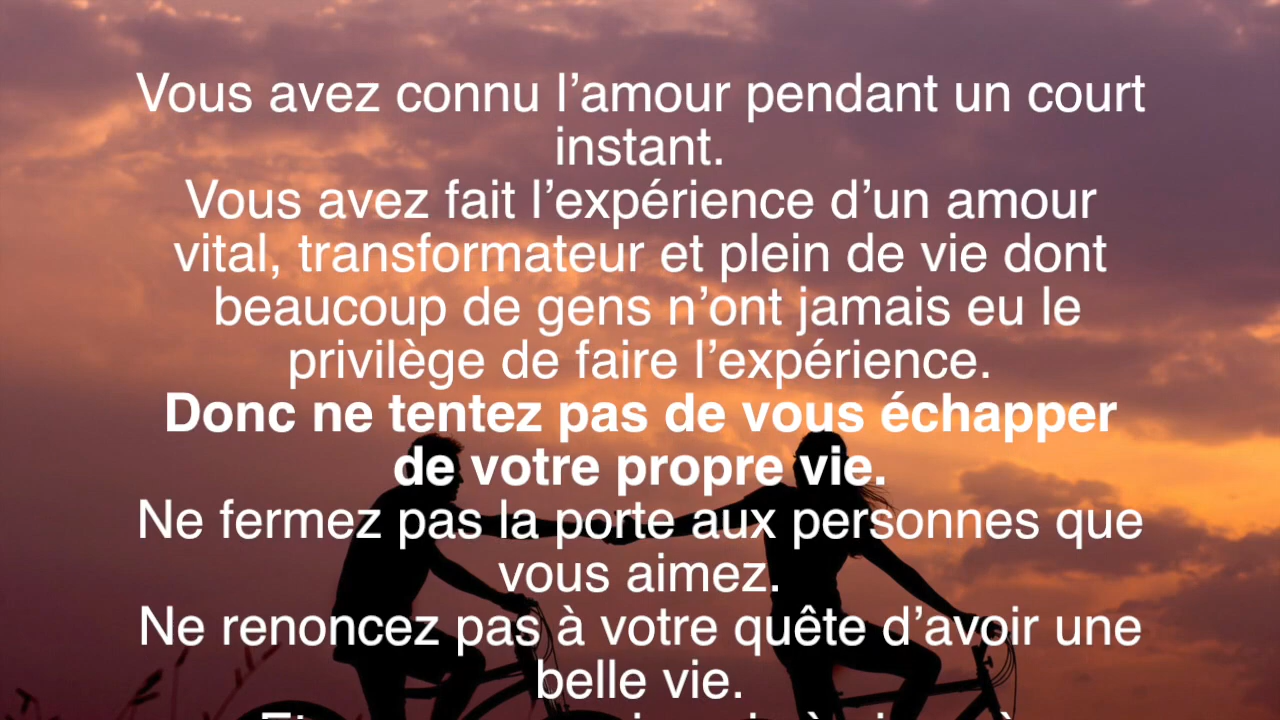 Vous avez connu l’amour pendant un court
instant.
Vous avez fait l’expérience d’un amour
vital, transformateur et plein de vie dont
beaucoup de gens n’ont jamais eu le
privilège de faire l’expérience.
Donc ne tentez pas de vous échapper
de votre propre vie.
Ne fermez pas la porte aux personnes que
vous aimez.
Ne renoncez pas à votre quête d’avoir une
belle vie.